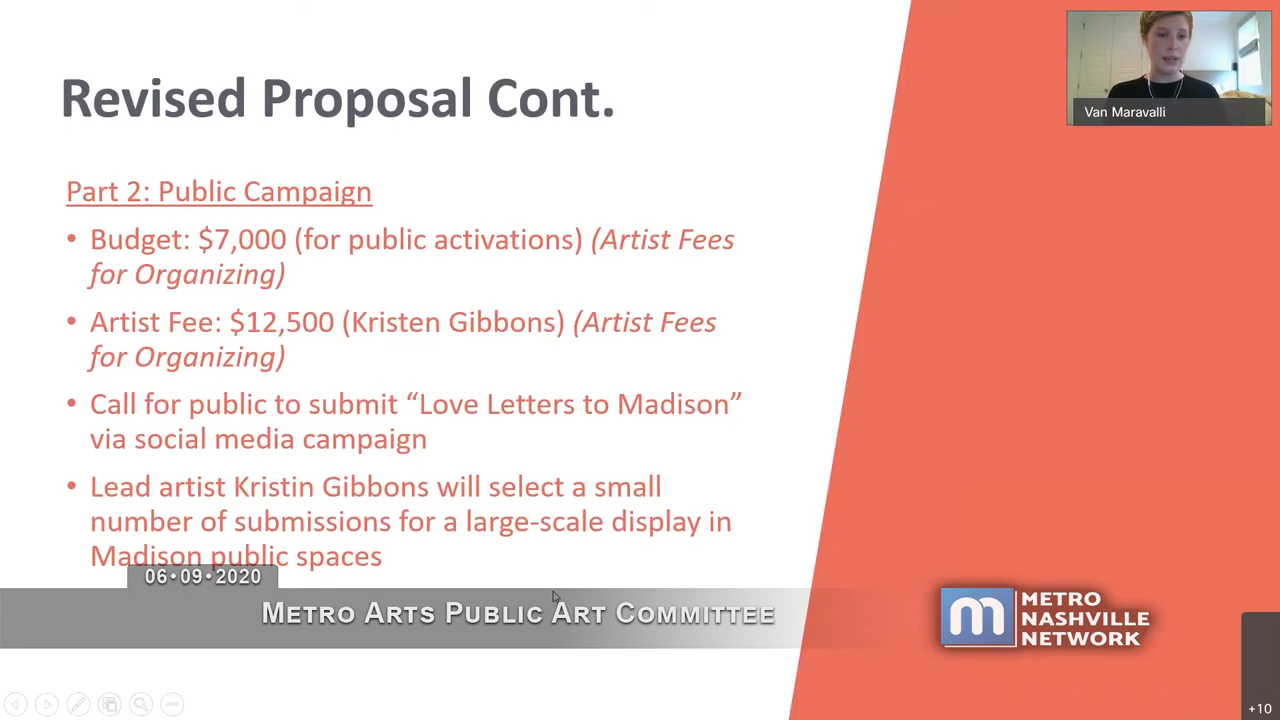 Revised Proposal Cont.
Van Maravalli
Part 2: Public Campaign
• Budget: $7,000 (for public activations) (Artist Fees
for Organizing)
• Artist Fee: $12,500 (Kristen Gibbons) (Artist Fees
for Organizing)
• Call for public to submit “Love Letters to Madison”
via social media campaign
• Lead artist Kristin Gibbons will select a small
number of submissions for a large-scale display in
Madison public spaces
06•09•2020
METRO ARTS PUBLIC ART COMMITTEE
m
METRO
NASHVILLE
NETWORK
+10